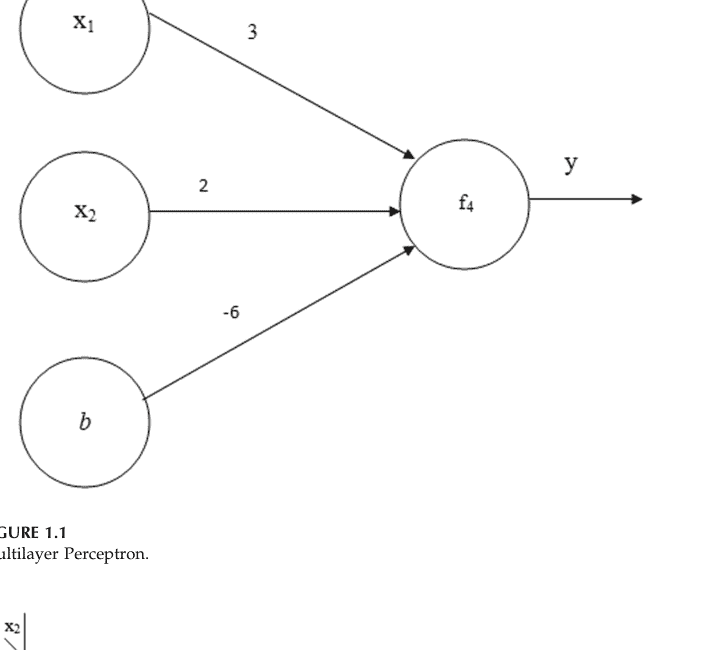 x₁
3
2
x₂
f₄
y
-6
b
GURE 1.1
ultilayer Perceptron.
x₂